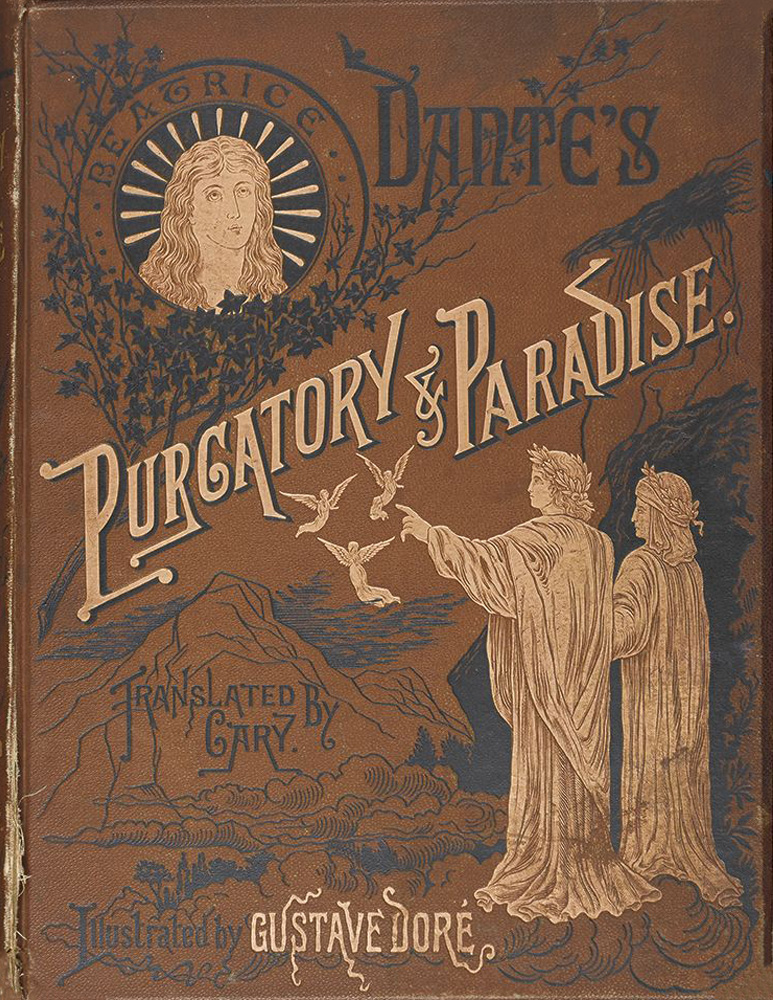 BEATRICE
DANTE'S
PURGATORY & PARADISE.
TRANSLATED BY
CARY.
Illustrated by GUSTAVE DORÉ